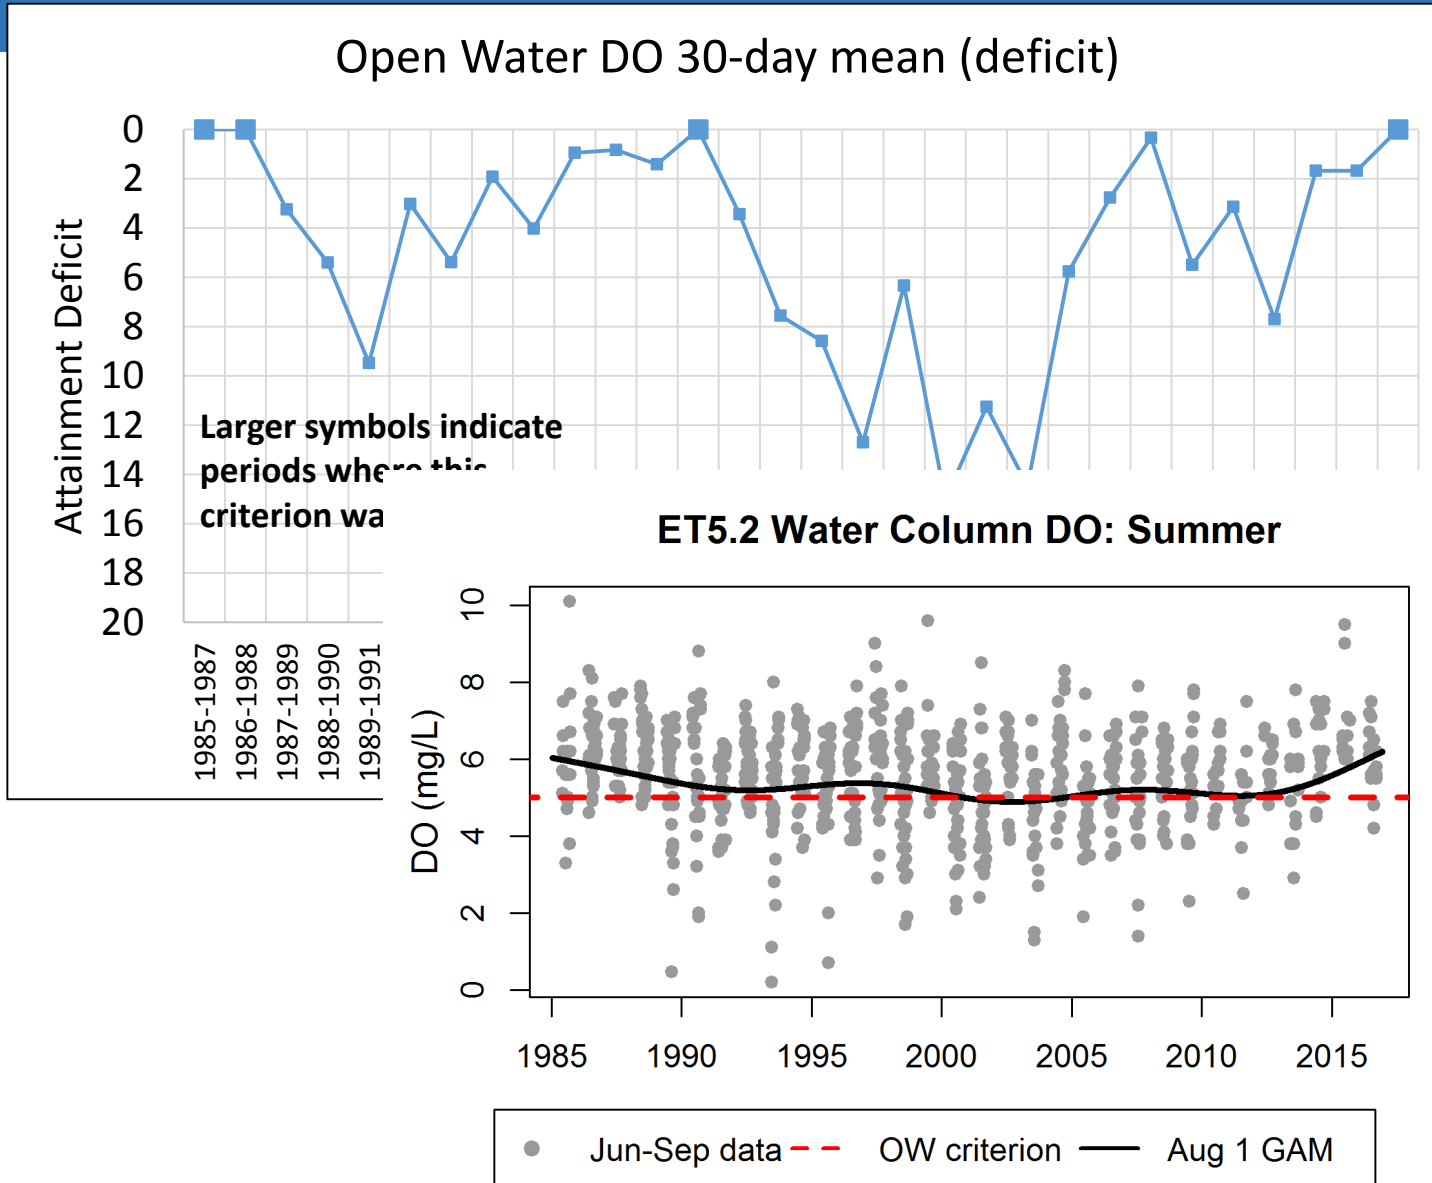 Open Water DO 30-day mean (deficit)
Attainment Deficit
0
2
4
6
8
10
12
14
16
18
20
Larger symbols indicate
periods where this
criterion wa
1985-1987
1986-1988
1987-1989
1988-1990
1989-1991
ET5.2 Water Column DO: Summer
DO (mg/L)
10
8
6
4
2
0
1985 1990 1995 2000 2005 2010 2015
Jun-Sep data OW criterion Aug 1 GAM